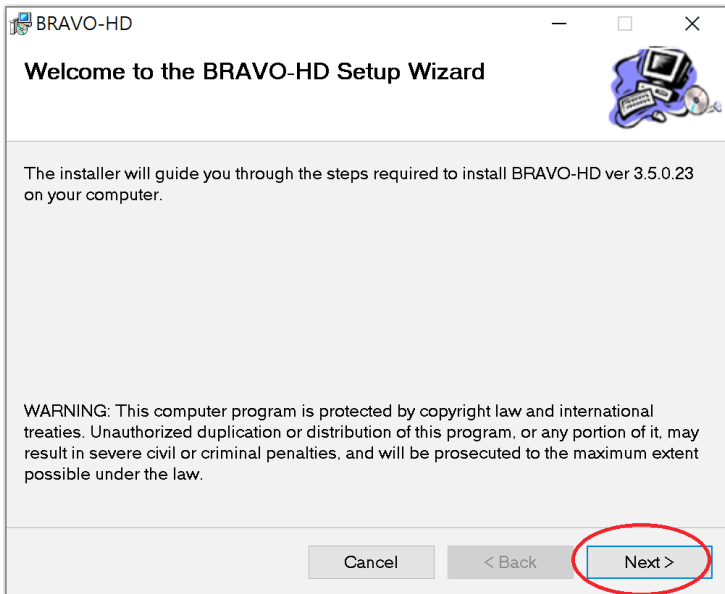 BRAVO-HD
Welcome to the BRAVO-HD Setup Wizard
The installer will guide you through the steps required to install BRAVO-HD ver 3.5.0.23
on your computer.
WARNING: This computer program is protected by copyright law and international
treaties. Unauthorized duplication or distribution of this program, or any portion of it, may
result in severe civil or criminal penalties, and will be prosecuted to the maximum extent
possible under the law.
Cancel < Back Next >